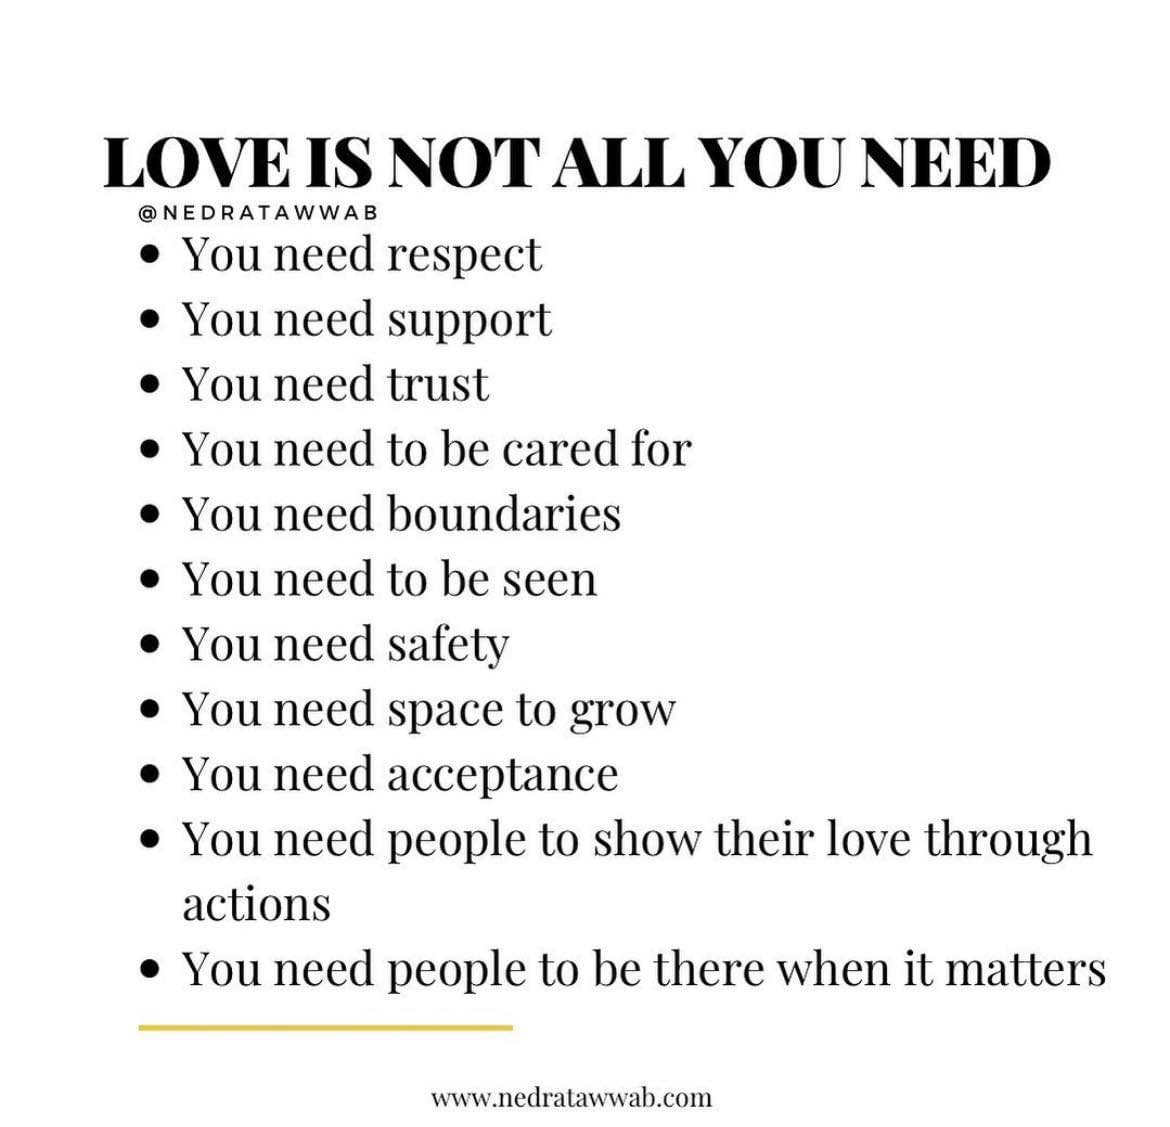 LOVE IS NOT ALL YOU NEED
@NEDRATAWWAB
• You need respect
• You need support
• You need trust
• You need to be cared for
• You need boundaries
• You need to be seen
• You need safety
• You need space to grow
• You need acceptance
• You need people to show their love through
actions
• You need people to be there when it matters
www.nedratawwab.com